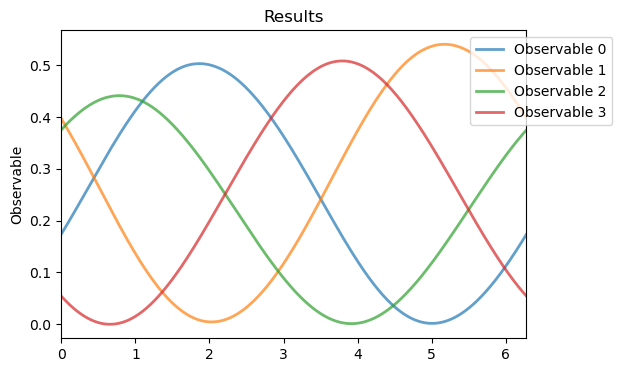 Results
Observable 0
Observable 1
Observable 2
Observable 3
Observable
0.5
0.4
0.3
0.2
0.1
0.0
0 1 2 3 4 5 6